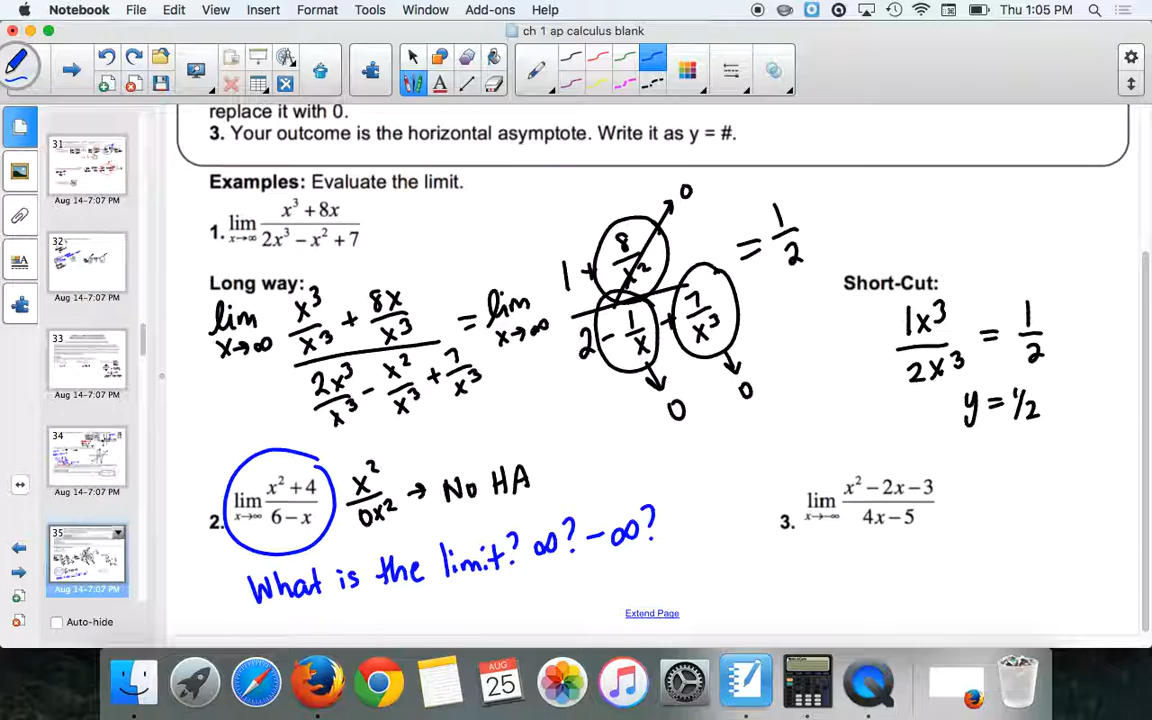 Notebook File Edit View Insert Format Tools Window Add-ons Help Thu 1:05 PM
ch 1 ap calculus blank
replace it with 0.
3. Your outcome is the horizontal asymptote. Write it as y = #.
Examples: Evaluate the limit.
1. lim x→∞ (x³ + 8x)/(2x³ − x² + 7)
Long way:
lim x→∞ (x³/x³ + 8x/x³)/(2x³/x³ − x²/x³ + 7/x³) = lim x→∞ (1 + 8/x²)/(2 − 1/x + 7/x³) = 1/2
0
0
0
Short-Cut:
1x³/2x³ = 1/2
y = 1/2
2. lim x→∞ (x² + 4)/(6 − x) x²/0x² → No HA
What is the limit? ∞? −∞?
3. lim x→−∞ (x² − 2x − 3)/(4x − 5)
Extend Page
31
Aug 14-7:07 PM
32
Aug 14-7:07 PM
33
Aug 14-7:07 PM
34
Aug 14-7:07 PM
35
Aug 14-7:07 PM
Auto-hide
AUG
25